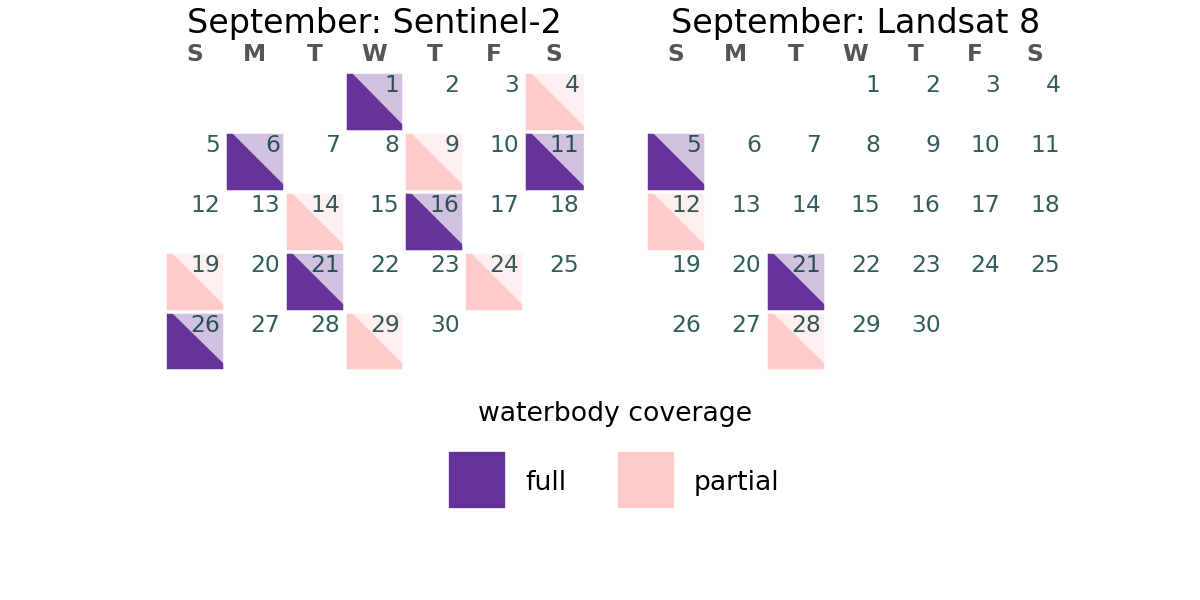 September: Sentinel-2
S M T W T F S
1 2 3 4
5 6 7 8 9 10 11
12 13 14 15 16 17 18
19 20 21 22 23 24 25
26 27 28 29 30
September: Landsat 8
S M T W T F S
1 2 3 4
5 6 7 8 9 10 11
12 13 14 15 16 17 18
19 20 21 22 23 24 25
26 27 28 29 30
waterbody coverage
full partial